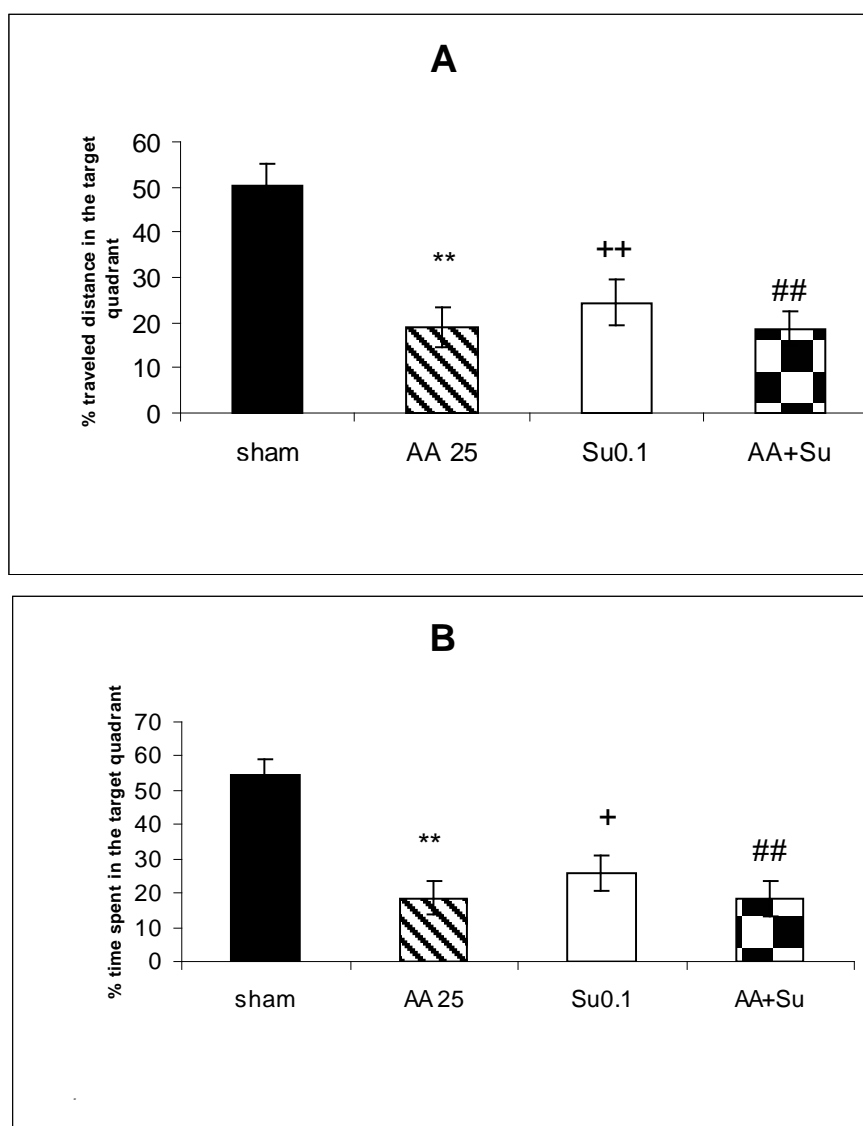 A
% traveled distance in the target
quadrant
60
50
40
30
20
10
0
**
++
##
sham
AA 25
Su0.1
AA+Su
B
% time spent in the target quadrant
70
60
50
40
30
20
10
0
**
+
##
sham
AA 25
Su0.1
AA+Su